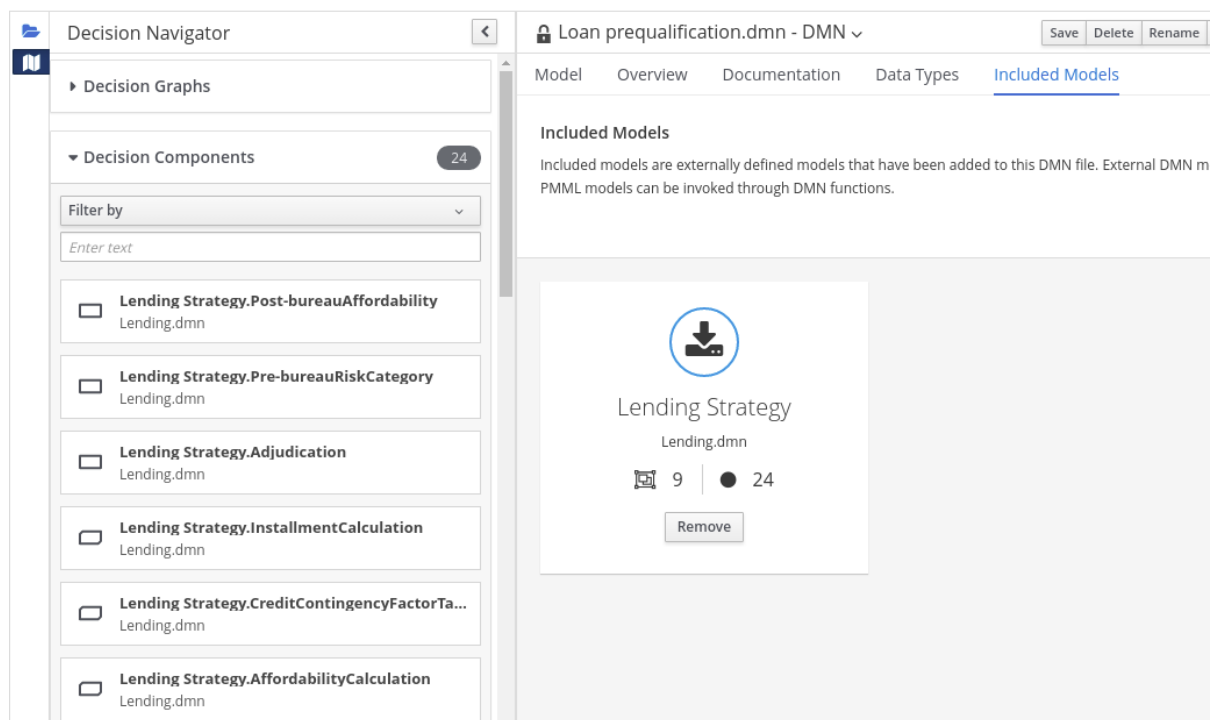 Decision Navigator
Decision Graphs
Decision Components
24
Filter by
Enter text
Lending Strategy.Post-bureauAffordability
Lending.dmn
Lending Strategy.Pre-bureauRiskCategory
Lending.dmn
Lending Strategy.Adjudication
Lending.dmn
Lending Strategy.InstallmentCalculation
Lending.dmn
Lending Strategy.CreditContingencyFactorTa...
Lending.dmn
Lending Strategy.AffordabilityCalculation
Lending.dmn
Loan prequalification.dmn - DMN
Save Delete Rename
Model Overview Documentation Data Types Included Models
Included Models
Included models are externally defined models that have been added to this DMN file. External DMN m
PMML models can be invoked through DMN functions.
Lending Strategy
Lending.dmn
9 24
Remove